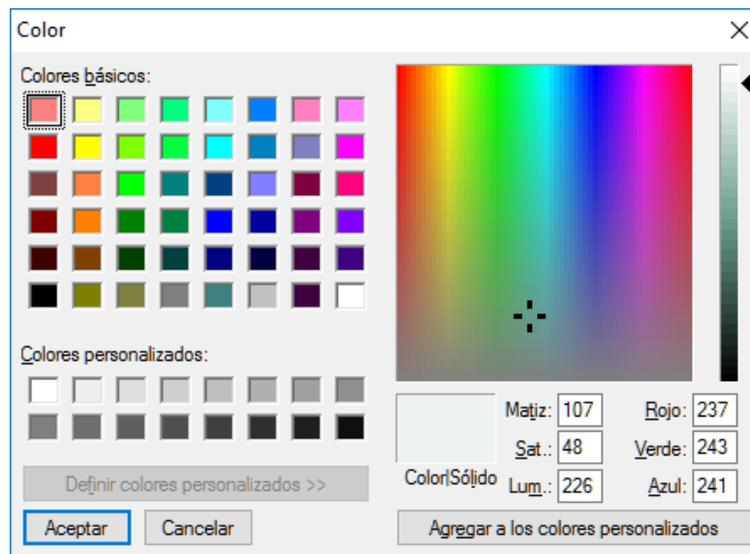 Color
Colores básicos:
Colores personalizados:
Definir colores personalizados >>
Aceptar
Cancelar
Color|Sólido
Matiz: 107
Sat.: 48
Lum.: 226
Rojo: 237
Verde: 243
Azul: 241
Agregar a los colores personalizados